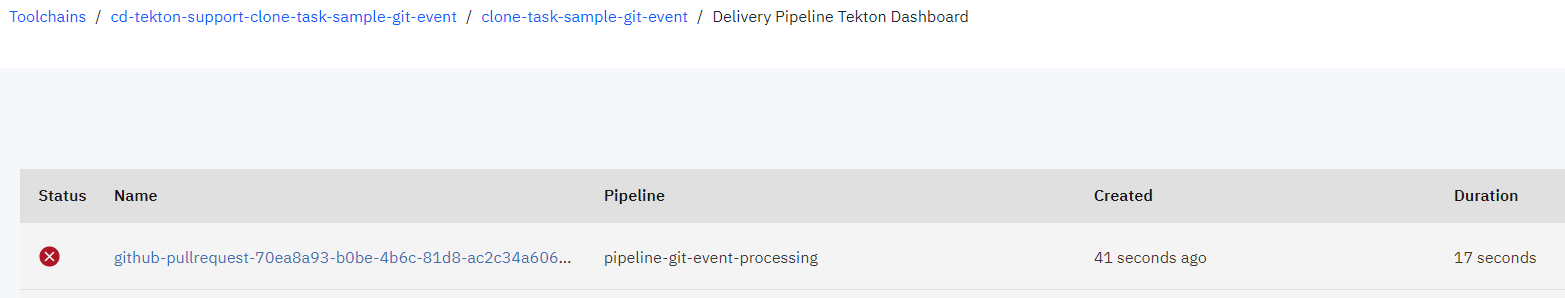 Toolchains / cd-tekton-support-clone-task-sample-git-event / clone-task-sample-git-event / Delivery Pipeline Tekton Dashboard
Status Name Pipeline Created Duration
github-pullrequest-70ea8a93-b0be-4b6c-81d8-ac2c34a606... pipeline-git-event-processing 41 seconds ago 17 seconds